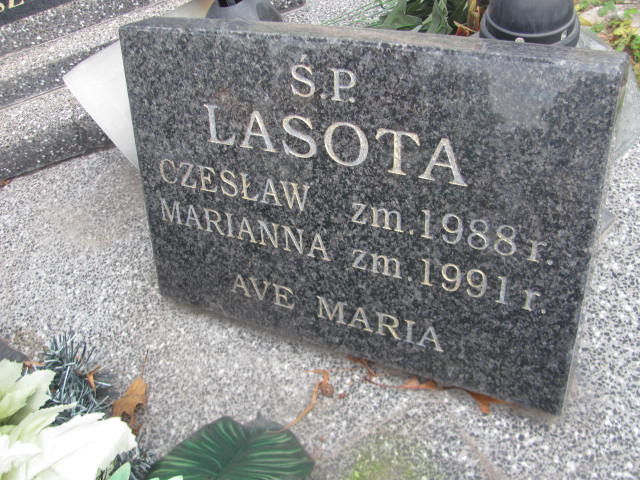 Ś.P.
LASOTA
CZESŁAW zm. 1988 r.
MARIANNA zm. 1991 r.
AVE MARIA